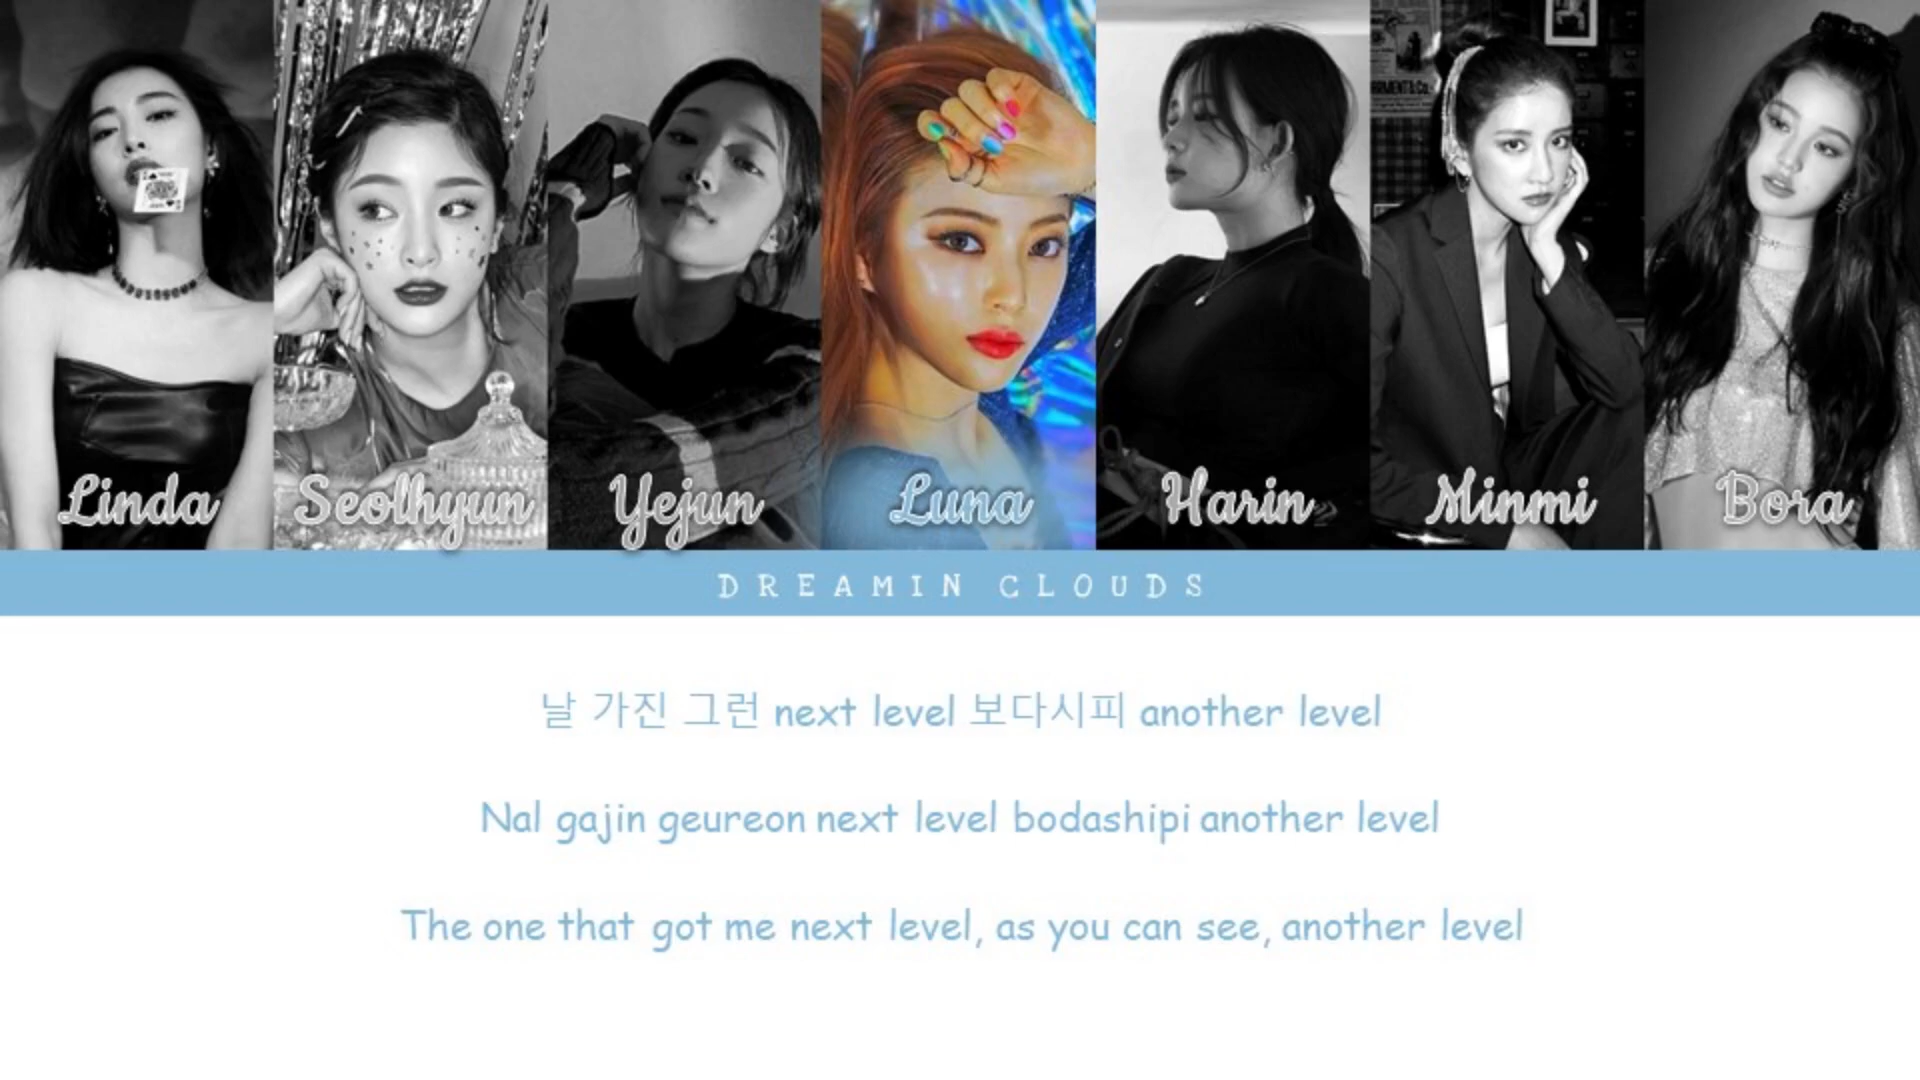 RMENT&Co.
Linda
Seolhyun
Yejun
Luna
Harin
Minmi
Bora
DREAMIN CLOUDS
날 가진 그런 next level 보다시피 another level
Nal gajin geureon next level bodashipi another level
The one that got me next level, as you can see, another level